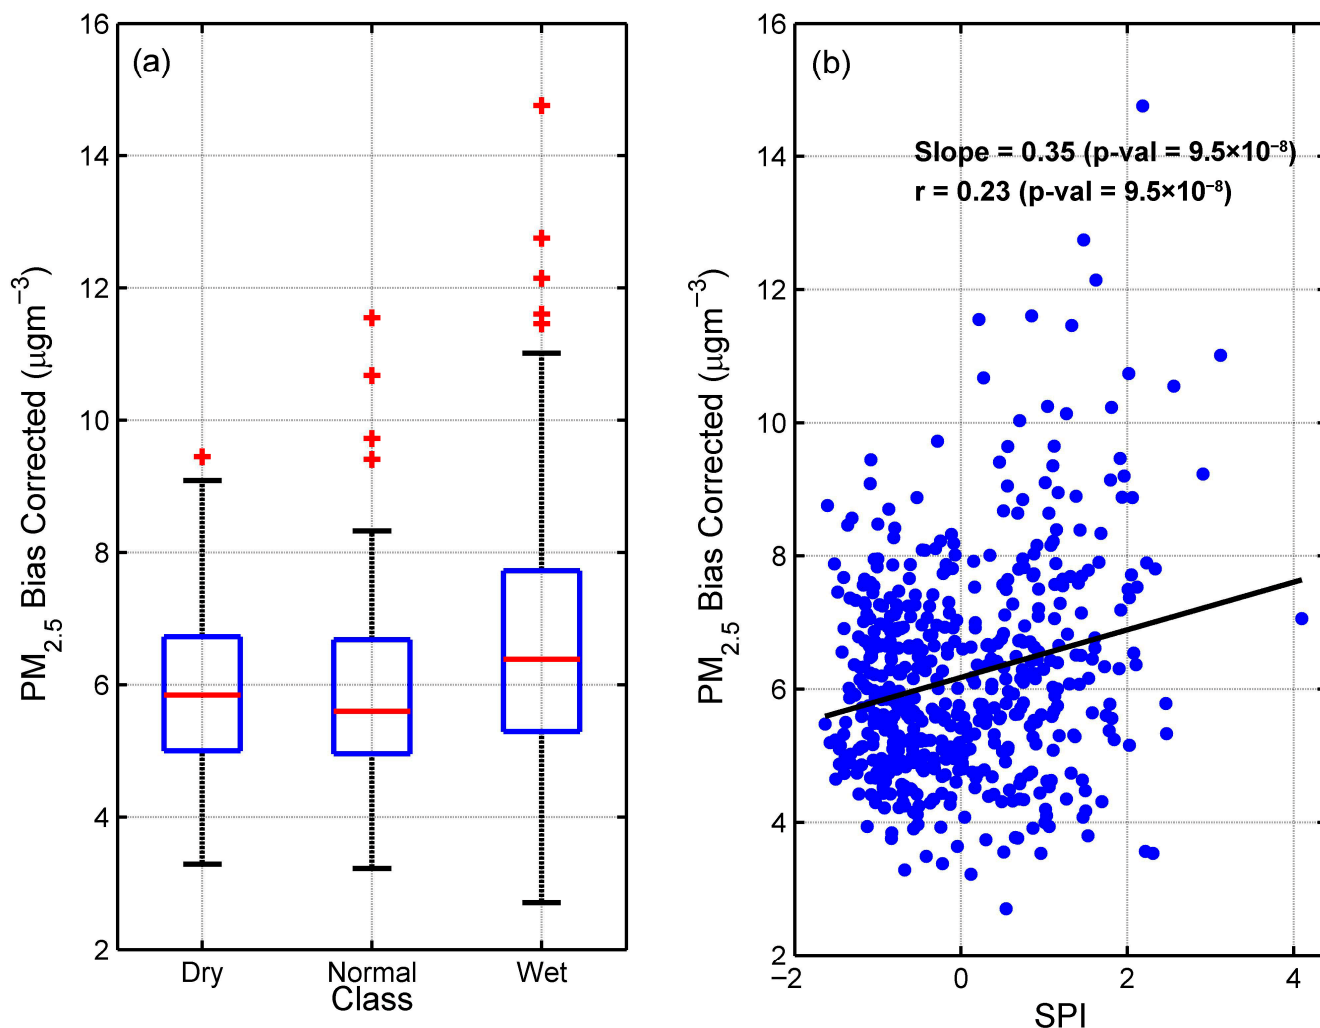 (a)
16
14
12
10
8
6
4
2
PM2.5 Bias Corrected (μgm−3)
Dry Normal Wet
Class
(b)
Slope = 0.35 (p-val = 9.5×10−8)
r = 0.23 (p-val = 9.5×10−8)
16
14
12
10
8
6
4
2
PM2.5 Bias Corrected (μgm−3)
−2 0 2 4
SPI